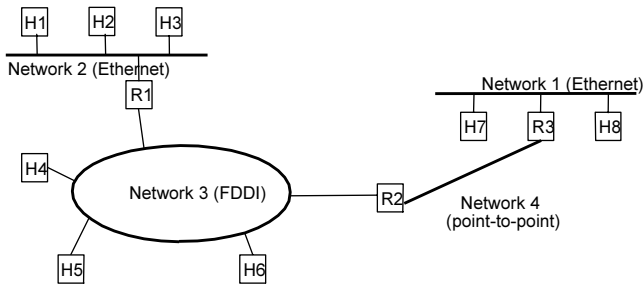 H1 H2 H3
Network 2 (Ethernet)
R1
Network 1 (Ethernet)
H7 R3 H8
H4
Network 3 (FDDI)
R2
Network 4
(point-to-point)
H5 H6